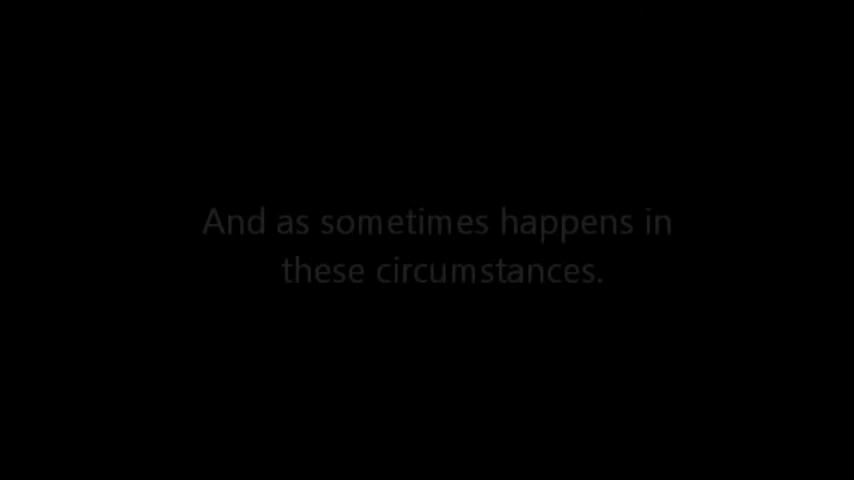 And as sometimes happens in
these circumstances.